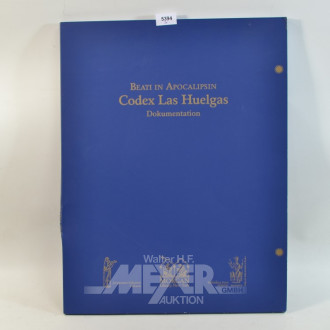 5394
BEATI IN APOCALIPSIN
Codex Las Huelgas
Dokumentation
Walter H.F.
MEYER
AUKTION
GMBH